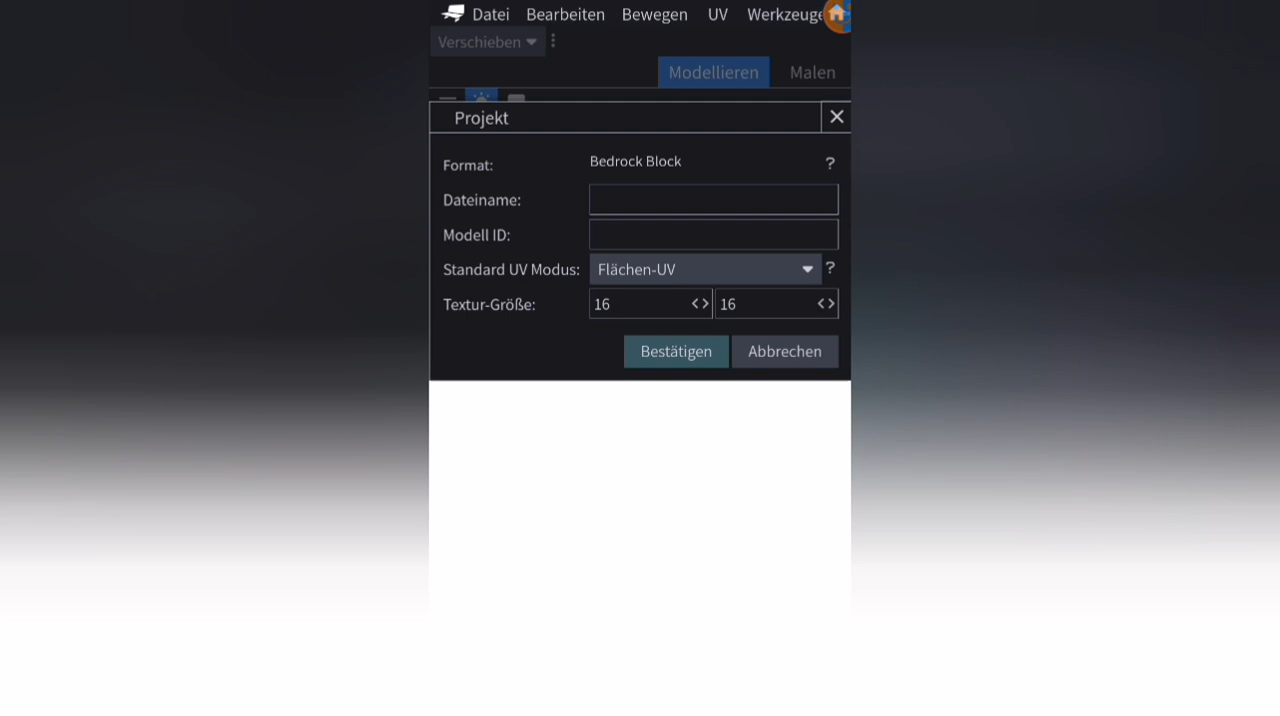 Datei Bearbeiten Bewegen UV Werkzeuge
Verschieben
Modellieren Malen
Projekt
Format: Bedrock Block ?
Dateiname:
Modell ID:
Standard UV Modus: Flächen-UV ?
Textur-Größe: 16 16
Bestätigen Abbrechen